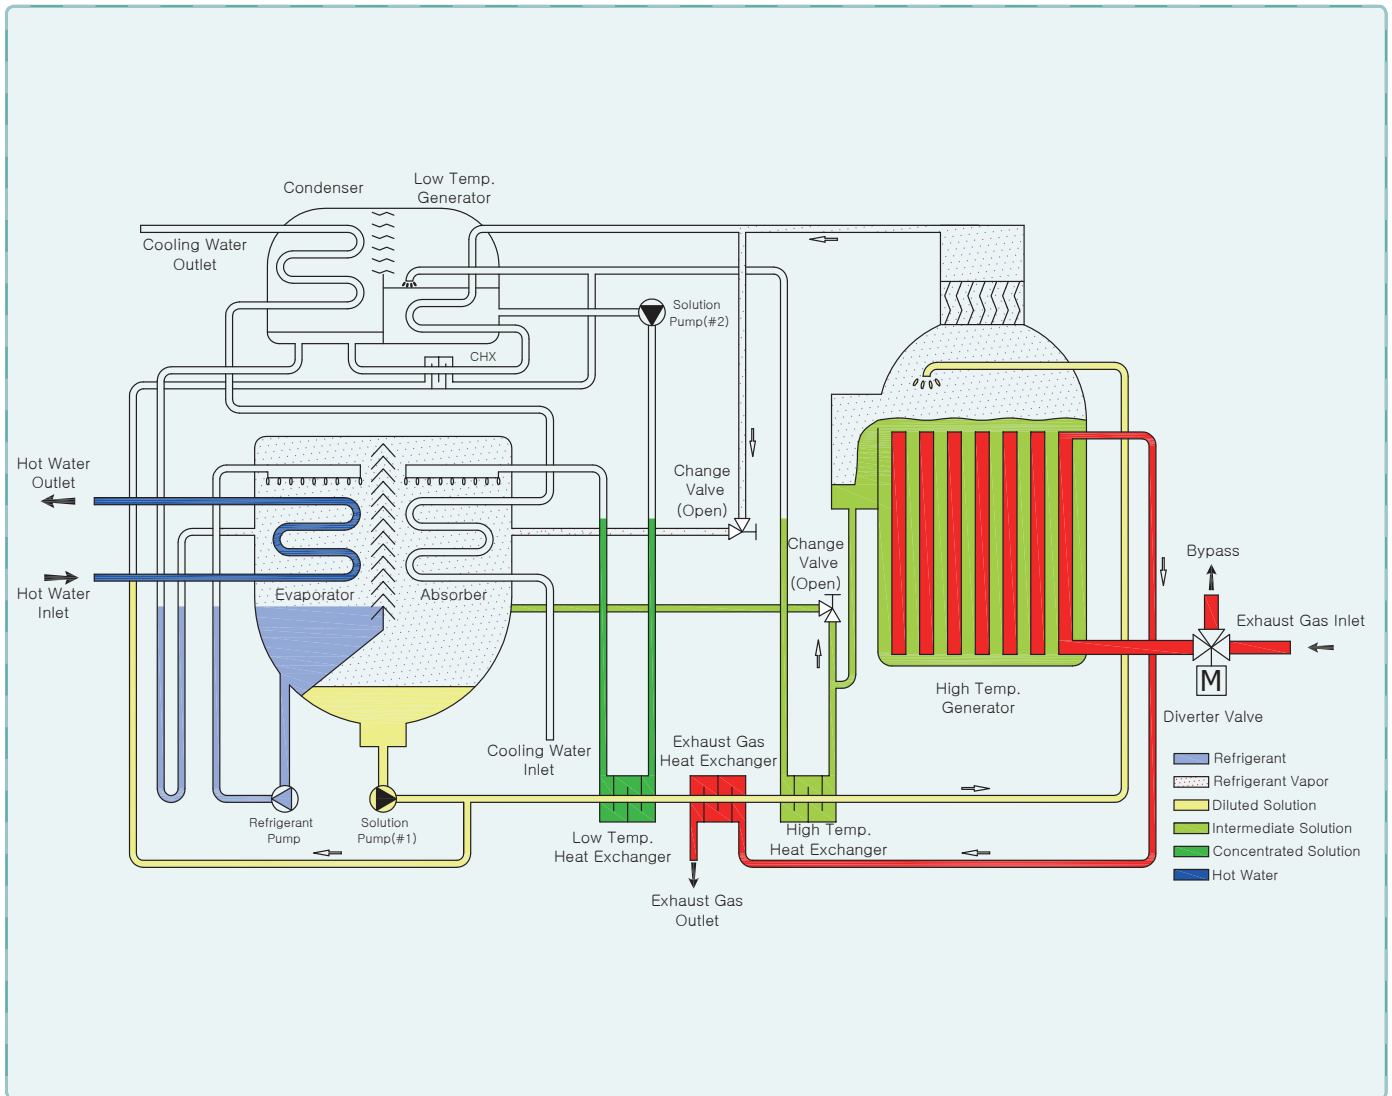 Condenser
Low Temp.
Generator
Cooling Water
Outlet
Solution
Pump(#2)
CHX
Hot Water
Outlet
Change
Valve
(Open)
Change
Valve
(Open)
Bypass
Hot Water
Inlet
Evaporator
Absorber
Exhaust Gas Inlet
M
High Temp.
Generator
Diverter Valve
Cooling Water
Inlet
Exhaust Gas
Heat Exchanger
Refrigerant
Refrigerant Vapor
Diluted Solution
Intermediate Solution
Concentrated Solution
Hot Water
Refrigerant
Pump
Solution
Pump(#1)
Low Temp.
Heat Exchanger
High Temp.
Heat Exchanger
Exhaust Gas
Outlet